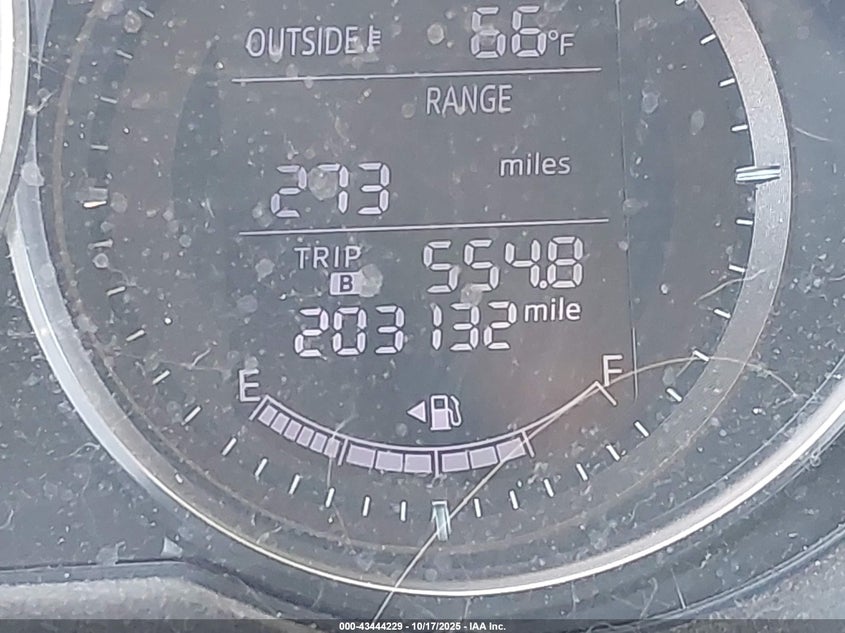 OUTSIDE 66°F
RANGE
273 miles
TRIP B 554.8
203132 mile
E F
000-43444229 - 10/17/2025 - IAA Inc.